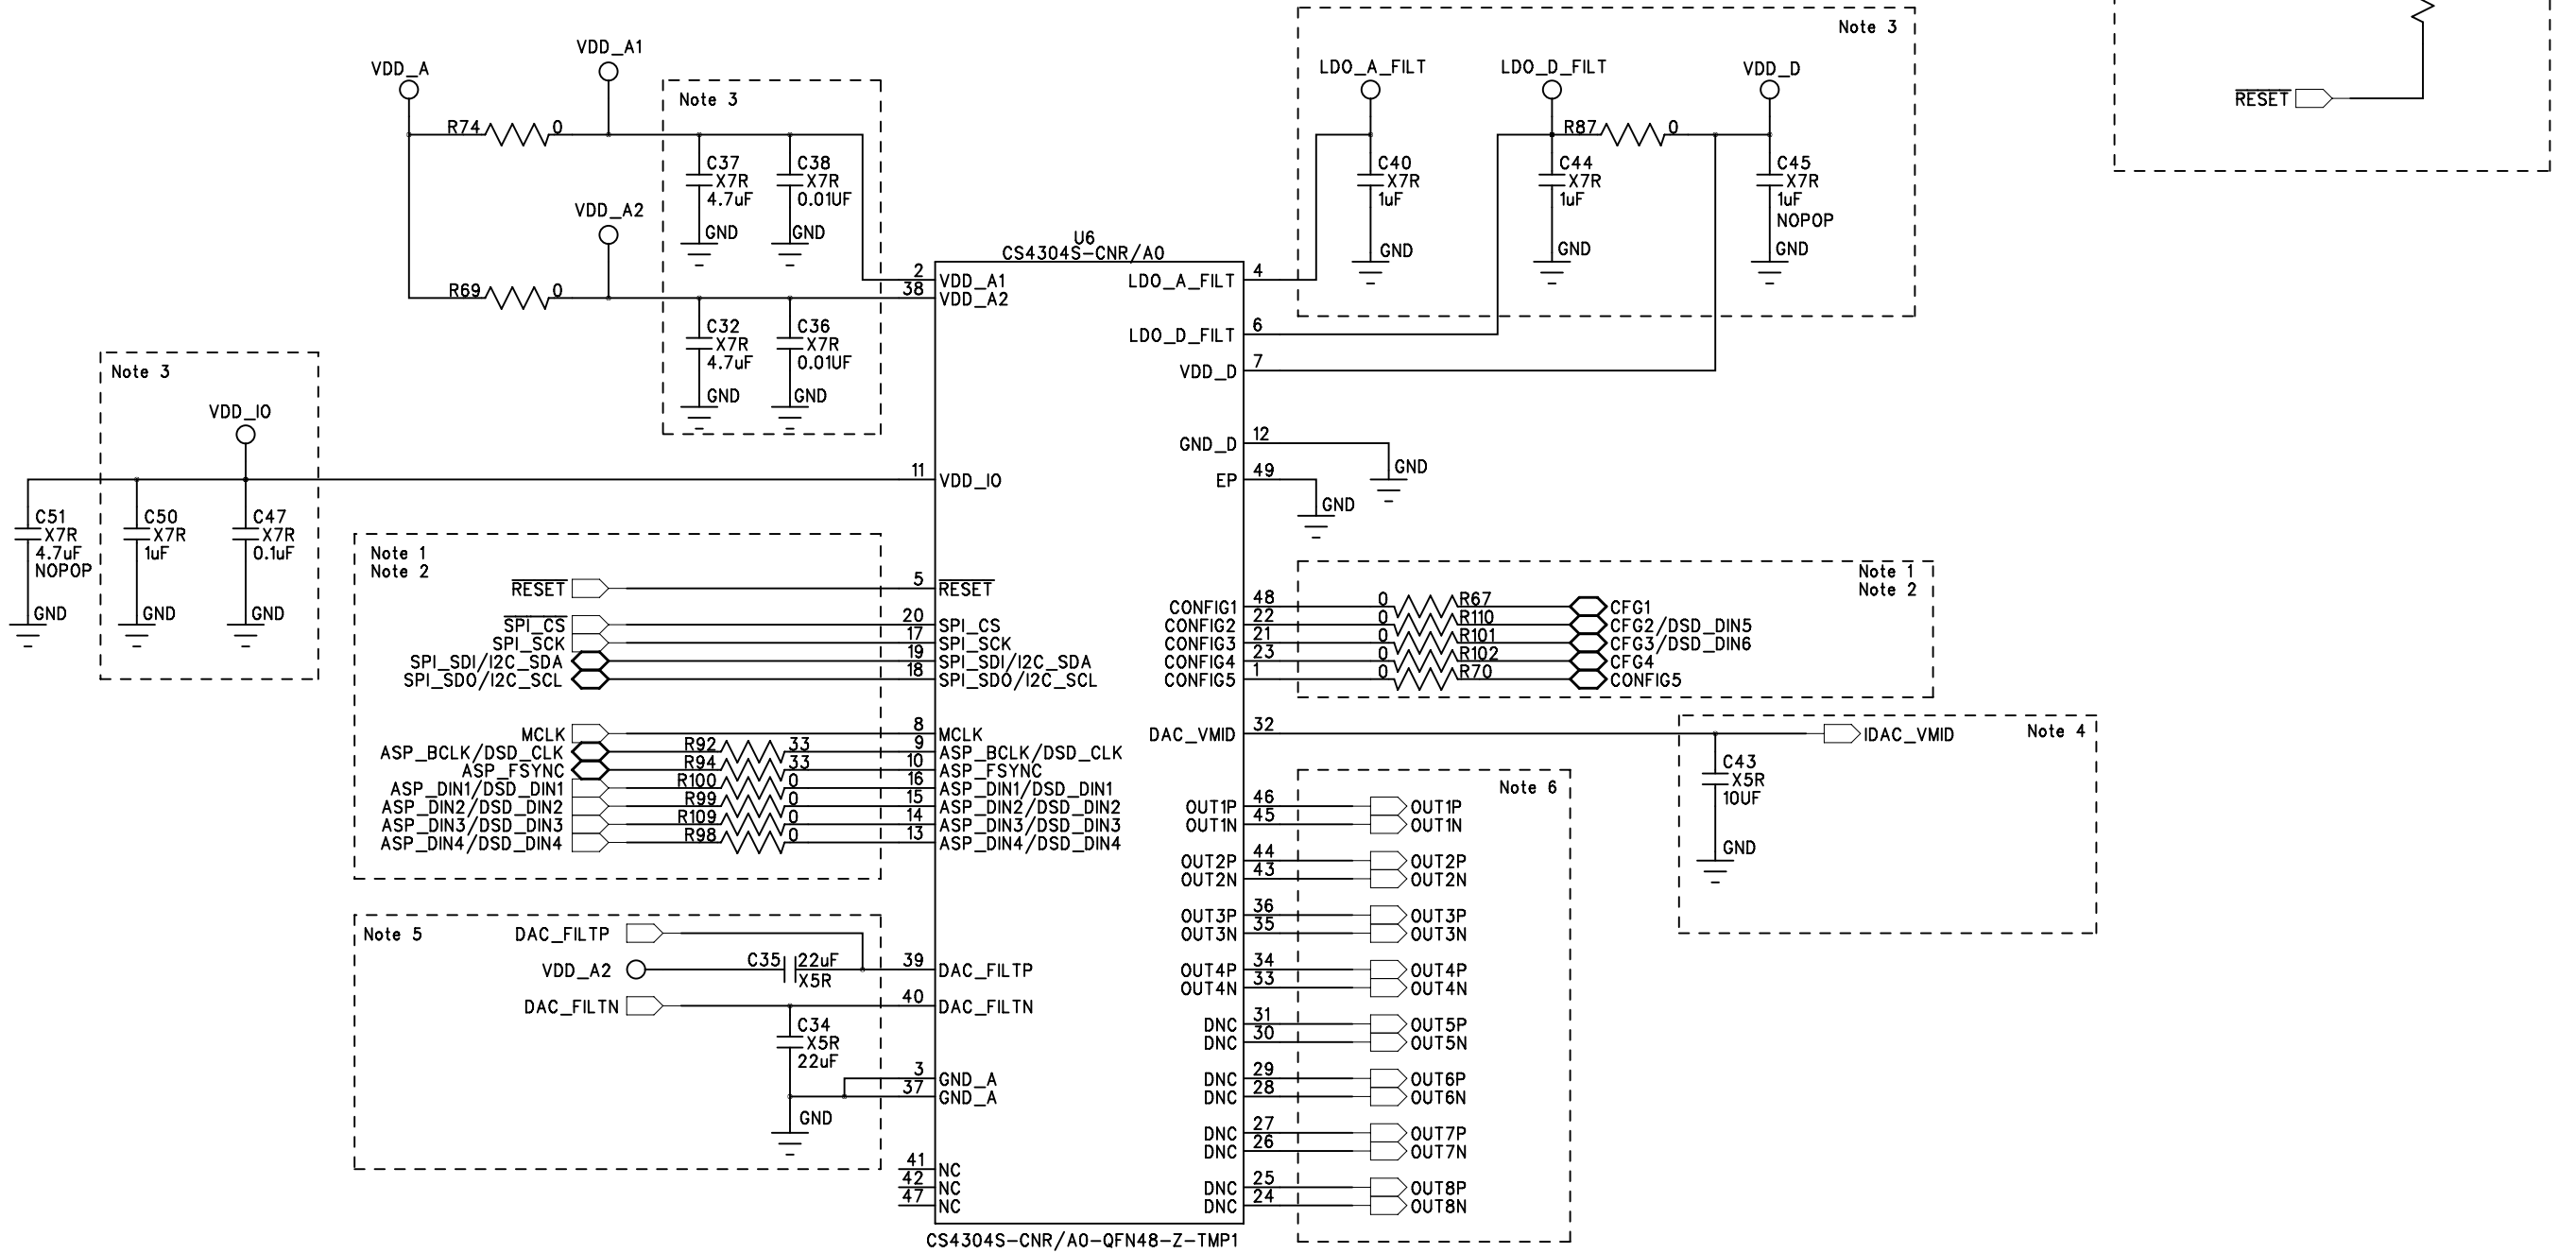 VDD_A
VDD_A1
R74 0
VDD_A2
R69 0
Note 3
C37
X7R
4.7uF
GND
C38
X7R
0.01UF
GND
C32
X7R
4.7uF
GND
C36
X7R
0.01UF
GND
Note 3
VDD_IO
C51
X7R
4.7uF
NOPOP
GND
C50
X7R
1uF
GND
C47
X7R
0.1uF
GND
Note 1
Note 2
RESET
SPI_CS
SPI_SCK
SPI_SDI/I2C_SDA
SPI_SDO/I2C_SCL
MCLK
ASP_BCLK/DSD_CLK R92 33
ASP_FSYNC R94 33
ASP_DIN1/DSD_DIN1 R100 0
ASP_DIN2/DSD_DIN2 R99 0
ASP_DIN3/DSD_DIN3 R109 0
ASP_DIN4/DSD_DIN4 R98 0
Note 5
DAC_FILTP
VDD_A2 C35 22uF
X5R
DAC_FILTN
C34
X5R
22uF
GND
U6
CS4304S-CNR/A0
2 VDD_A1
38 VDD_A2
11 VDD_IO
5 RESET
20 SPI_CS
17 SPI_SCK
19 SPI_SDI/I2C_SDA
18 SPI_SDO/I2C_SCL
8 MCLK
9 ASP_BCLK/DSD_CLK
10 ASP_FSYNC
16 ASP_DIN1/DSD_DIN1
15 ASP_DIN2/DSD_DIN2
14 ASP_DIN3/DSD_DIN3
13 ASP_DIN4/DSD_DIN4
39 DAC_FILTP
40 DAC_FILTN
3 GND_A
37 GND_A
41 NC
42 NC
47 NC
LDO_A_FILT 4
LDO_D_FILT 6
VDD_D 7
GND_D 12
GND
EP 49
GND
CONFIG1 48
CONFIG2 22
CONFIG3 21
CONFIG4 23
CONFIG5 1
DAC_VMID 32
OUT1P 46
OUT1N 45
OUT2P 44
OUT2N 43
OUT3P 36
OUT3N 35
OUT4P 34
OUT4N 33
DNC 31
DNC 30
DNC 29
DNC 28
DNC 27
DNC 26
DNC 25
DNC 24
CS4304S-CNR/A0-QFN48-Z-TMP1
Note 3
LDO_A_FILT
LDO_D_FILT
VDD_D
R87 0
C40
X7R
1uF
GND
C44
X7R
1uF
GND
C45
X7R
1uF
NOPOP
GND
Note 1
Note 2
0 R67 CFG1
0 R110 CFG2/DSD_DIN5
0 R101 CFG3/DSD_DIN6
0 R102 CFG4
0 R70 CONFIG5
Note 4
IDAC_VMID
C43
X5R
10UF
GND
Note 6
OUT1P
OUT1N
OUT2P
OUT2N
OUT3P
OUT3N
OUT4P
OUT4N
OUT5P
OUT5N
OUT6P
OUT6N
OUT7P
OUT7N
OUT8P
OUT8N
RESET